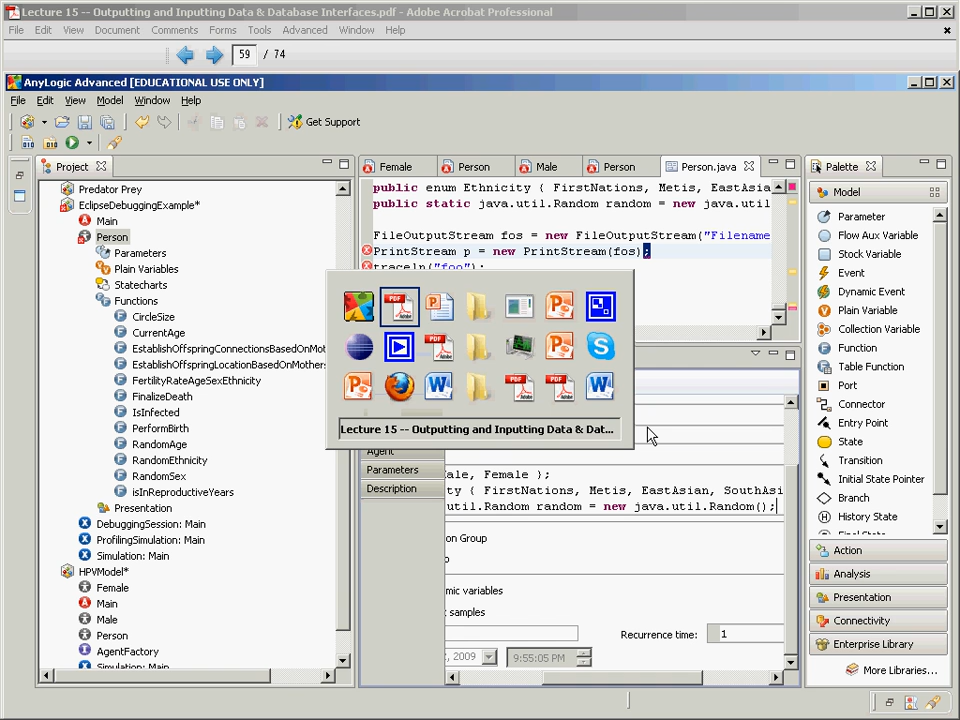 Lecture 15 -- Outputting and Inputting Data & Database Interfaces.pdf - Adobe Acrobat Professional
File Edit View Document Comments Forms Tools Advanced Window Help
59 / 74
AnyLogic Advanced [EDUCATIONAL USE ONLY]
File Edit View Model Window Help
Get Support
Project
Predator Prey
EclipseDebuggingExample*
Main
Person
Parameters
Plain Variables
Statecharts
Functions
CircleSize
CurrentAge
EstablishOffspringConnectionsBasedOnMot
EstablishOffspringLocationBasedOnMothers
FertilityRateAgeSexEthnicity
FinalizeDeath
IsInfected
PerformBirth
RandomAge
RandomEthnicity
RandomSex
isInReproductiveYears
Presentation
DebuggingSession: Main
ProfilingSimulation: Main
Simulation: Main
HPVModel*
Female
Main
Male
Person
AgentFactory
Simulation: Main
Female Person Male Person Person.java
public enum Ethnicity { FirstNations, Metis, EastAsia
public static java.util.Random random = new java.util
FileOutputStream fos = new FileOutputStream("Filename
PrintStream p = new PrintStream(fos);
traceln("foo");
Lecture 15 -- Outputting and Inputting Data & Dat...
Agent
Parameters
Description
ale, Female };
ty { FirstNations, Metis, EastAsian, SouthAsi
util.Random random = new java.util.Random();
on Group
o
mic variables
samples
Recurrence time: 1
, 2009 9:55:05 PM
Palette
Model
Parameter
Flow Aux Variable
Stock Variable
Event
Dynamic Event
Plain Variable
Collection Variable
Function
Table Function
Port
Connector
Entry Point
State
Transition
Initial State Pointer
Branch
History State
Final State
Action
Analysis
Presentation
Connectivity
Enterprise Library
More Libraries...